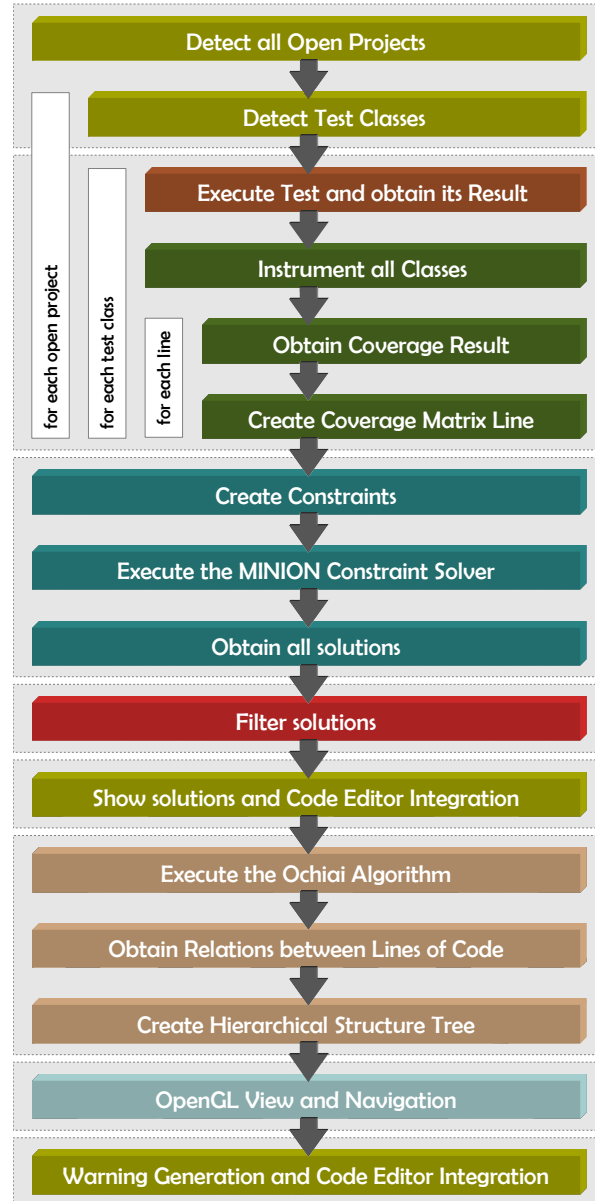 Detect all Open Projects
Detect Test Classes
Execute Test and obtain its Result
Instrument all Classes
Obtain Coverage Result
Create Coverage Matrix Line
for each open project
for each test class
for each line
Create Constraints
Execute the MINION Constraint Solver
Obtain all solutions
Filter solutions
Show solutions and Code Editor Integration
Execute the Ochiai Algorithm
Obtain Relations between Lines of Code
Create Hierarchical Structure Tree
OpenGL View and Navigation
Warning Generation and Code Editor Integration